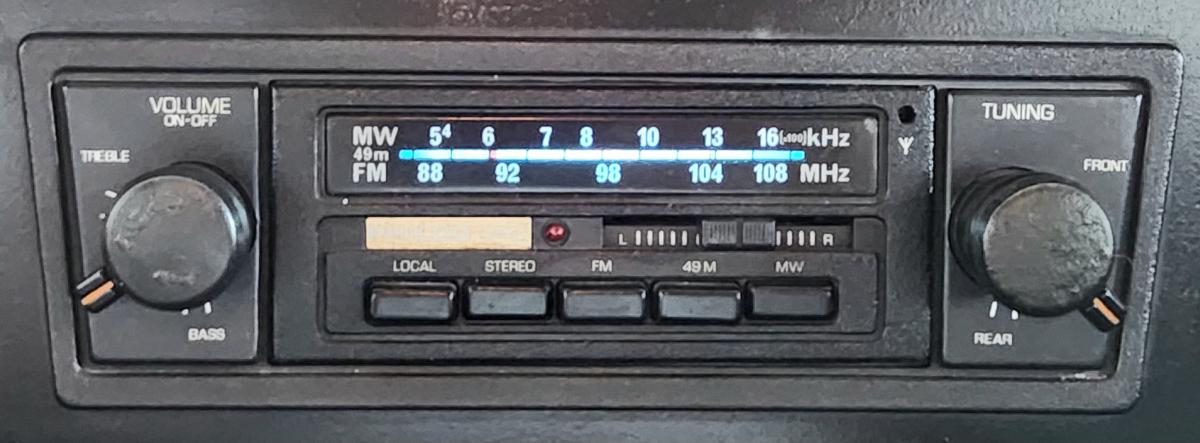 VOLUME
ON-OFF
TREBLE
BASS
MW 5⁴ 6 7 8 10 13 16(×100)kHz
49m
FM 88 92 98 104 108 MHz
L R
LOCAL STEREO FM 49M MW
TUNING
FRONT
REAR